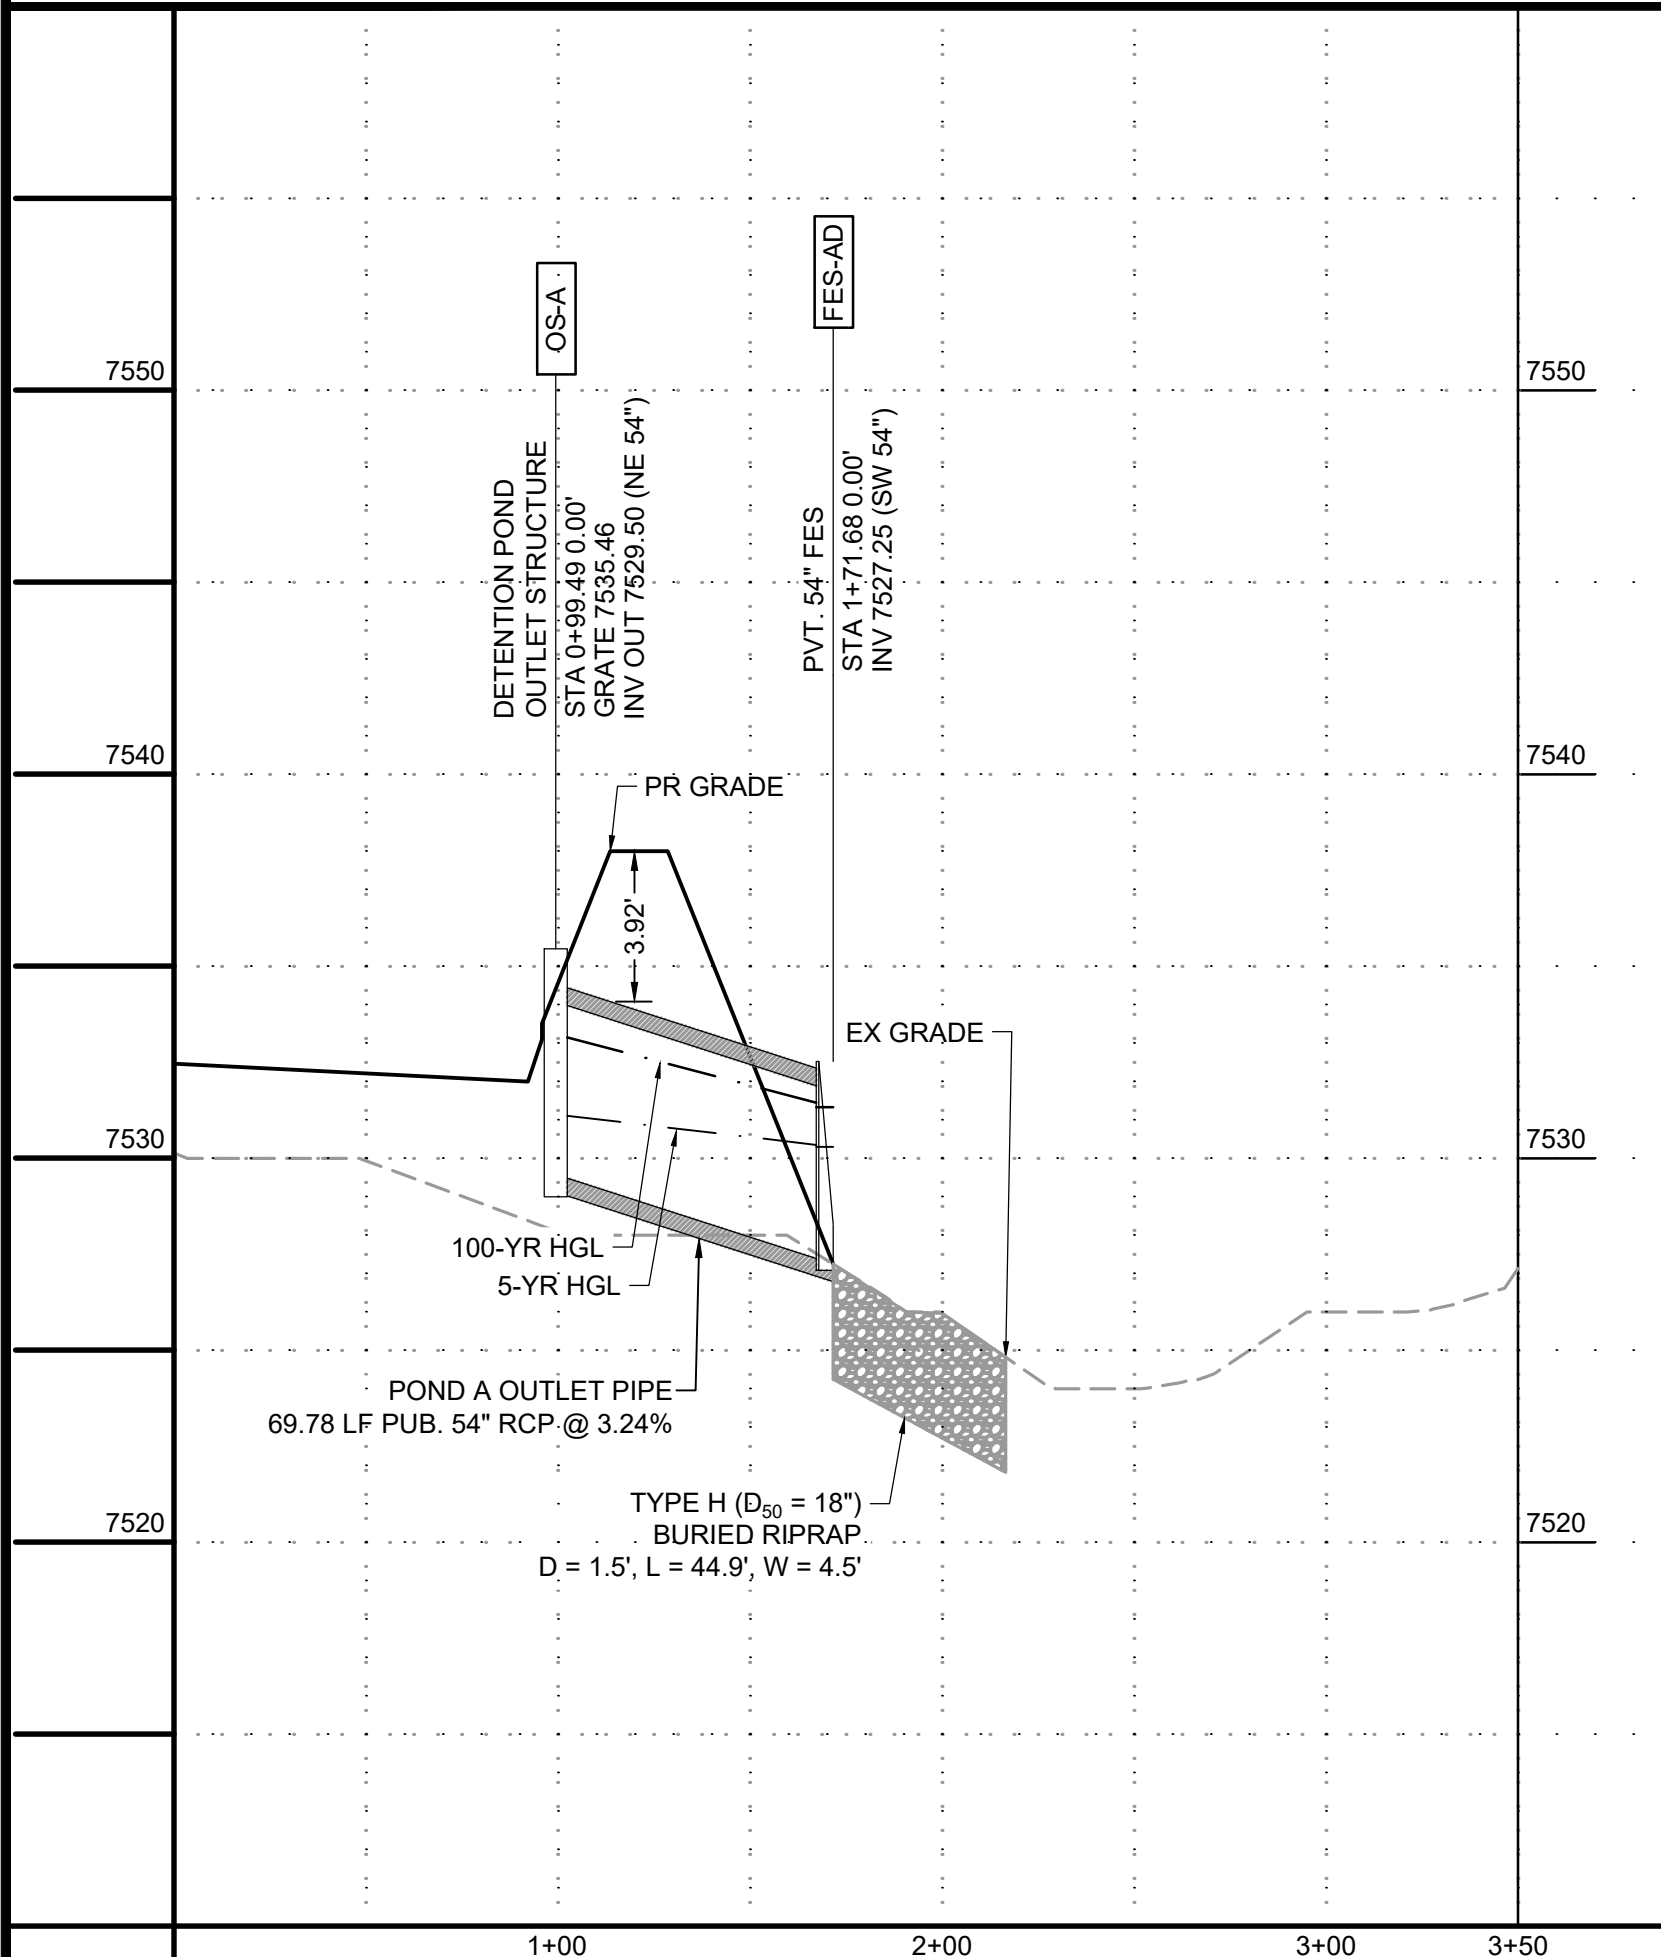 OS-A
FES-AD
7550
7550
DETENTION POND
OUTLET STRUCTURE
STA 0+99.49 0.00'
GRATE 7535.46
INV OUT 7529.50 (NE 54")
PVT. 54" FES
STA 1+71.68 0.00'
INV 7527.25 (SW 54")
7540
7540
PR GRADE
3.92'
EX GRADE
7530
7530
100-YR HGL
5-YR HGL
POND A OUTLET PIPE
69.78 LF PUB. 54" RCP @ 3.24%
TYPE H (D50 = 18")
BURIED RIPRAP
D = 1.5', L = 44.9', W = 4.5'
7520
7520
1+00
2+00
3+00
3+50